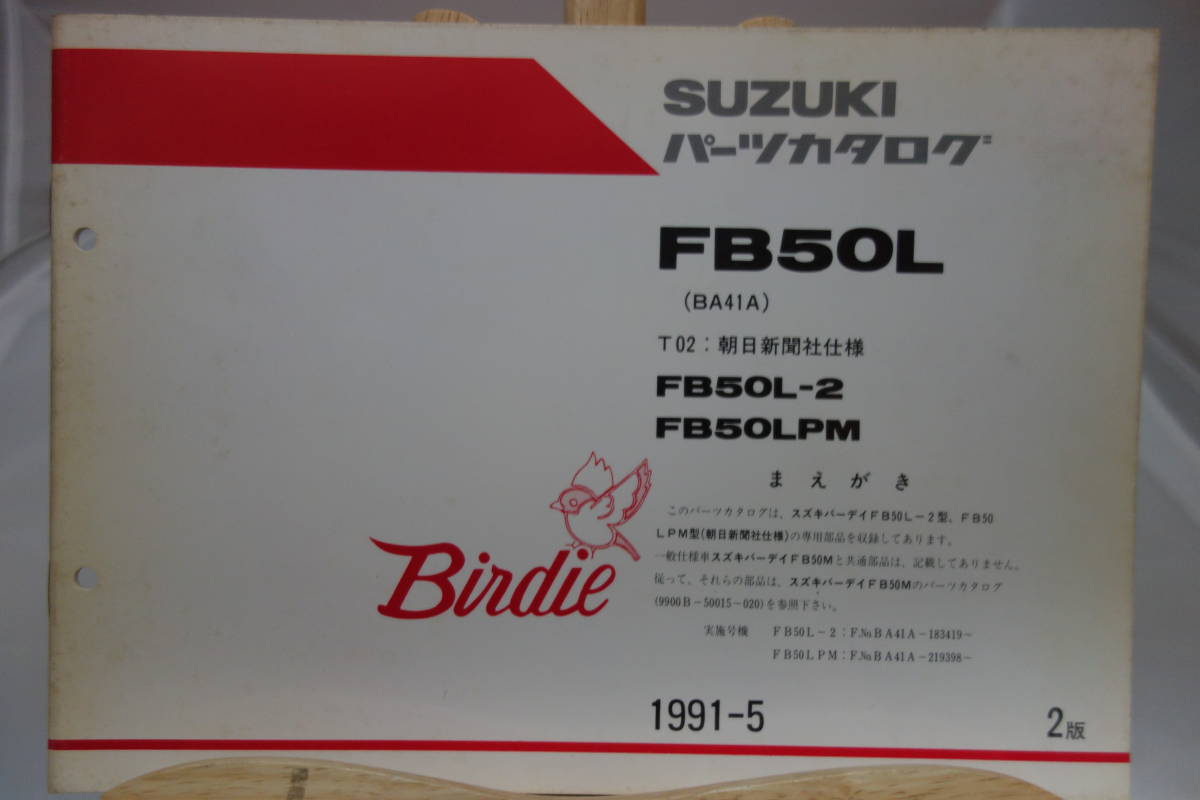 SUZUKI
パーツカタログ
FB50L
(BA41A)
T02：朝日新聞社仕様
FB50L-2
FB50LPM
まえがき
このパーツカタログは、スズキバーデイFB50L−2型、FB50
LPM型(朝日新聞社仕様)の専用部品を収録してあります。
一般仕様車スズキバーデイFB50Mと共通部品は、記載してありません。
従って、それらの部品は、スズキバーデイFB50Mのパーツカタログ
(9900B−50015−020)を参照下さい。
実施号機 FB50L−2：F.No.BA41A−183419~
FB50LPM：F.No.BA41A−219398~
Birdie
1991-5
2版